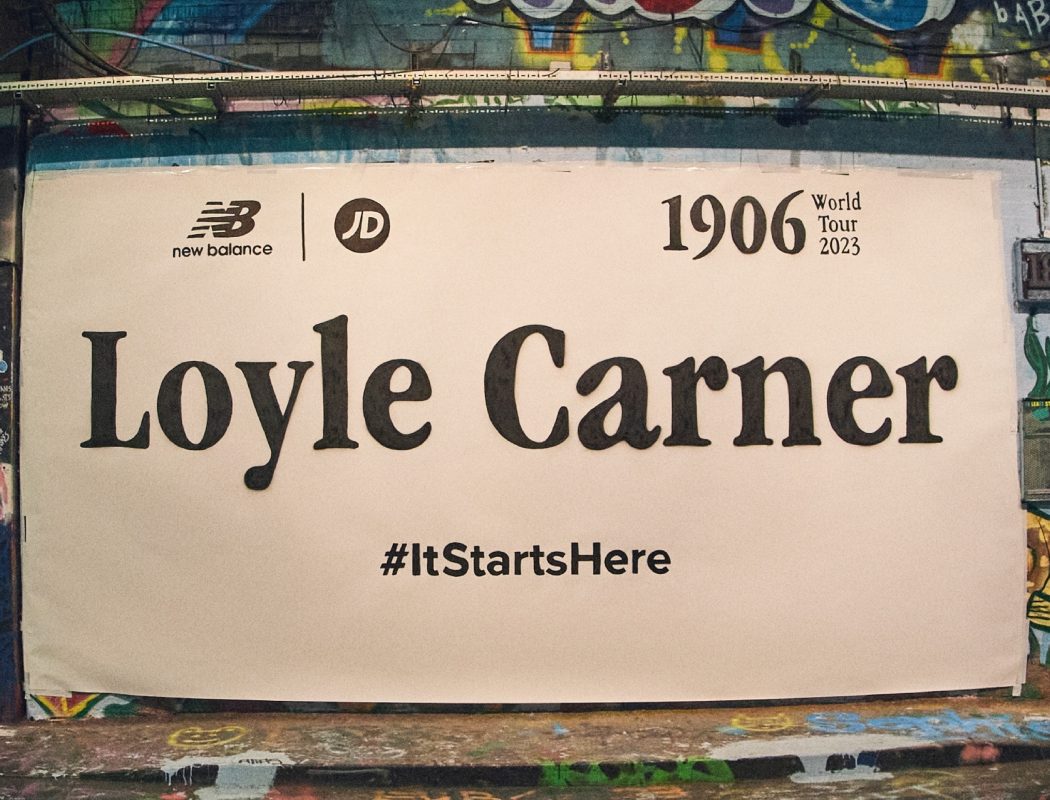 new balance
JD
1906
World
Tour
2023
Loyle Carner
#ItStartsHere